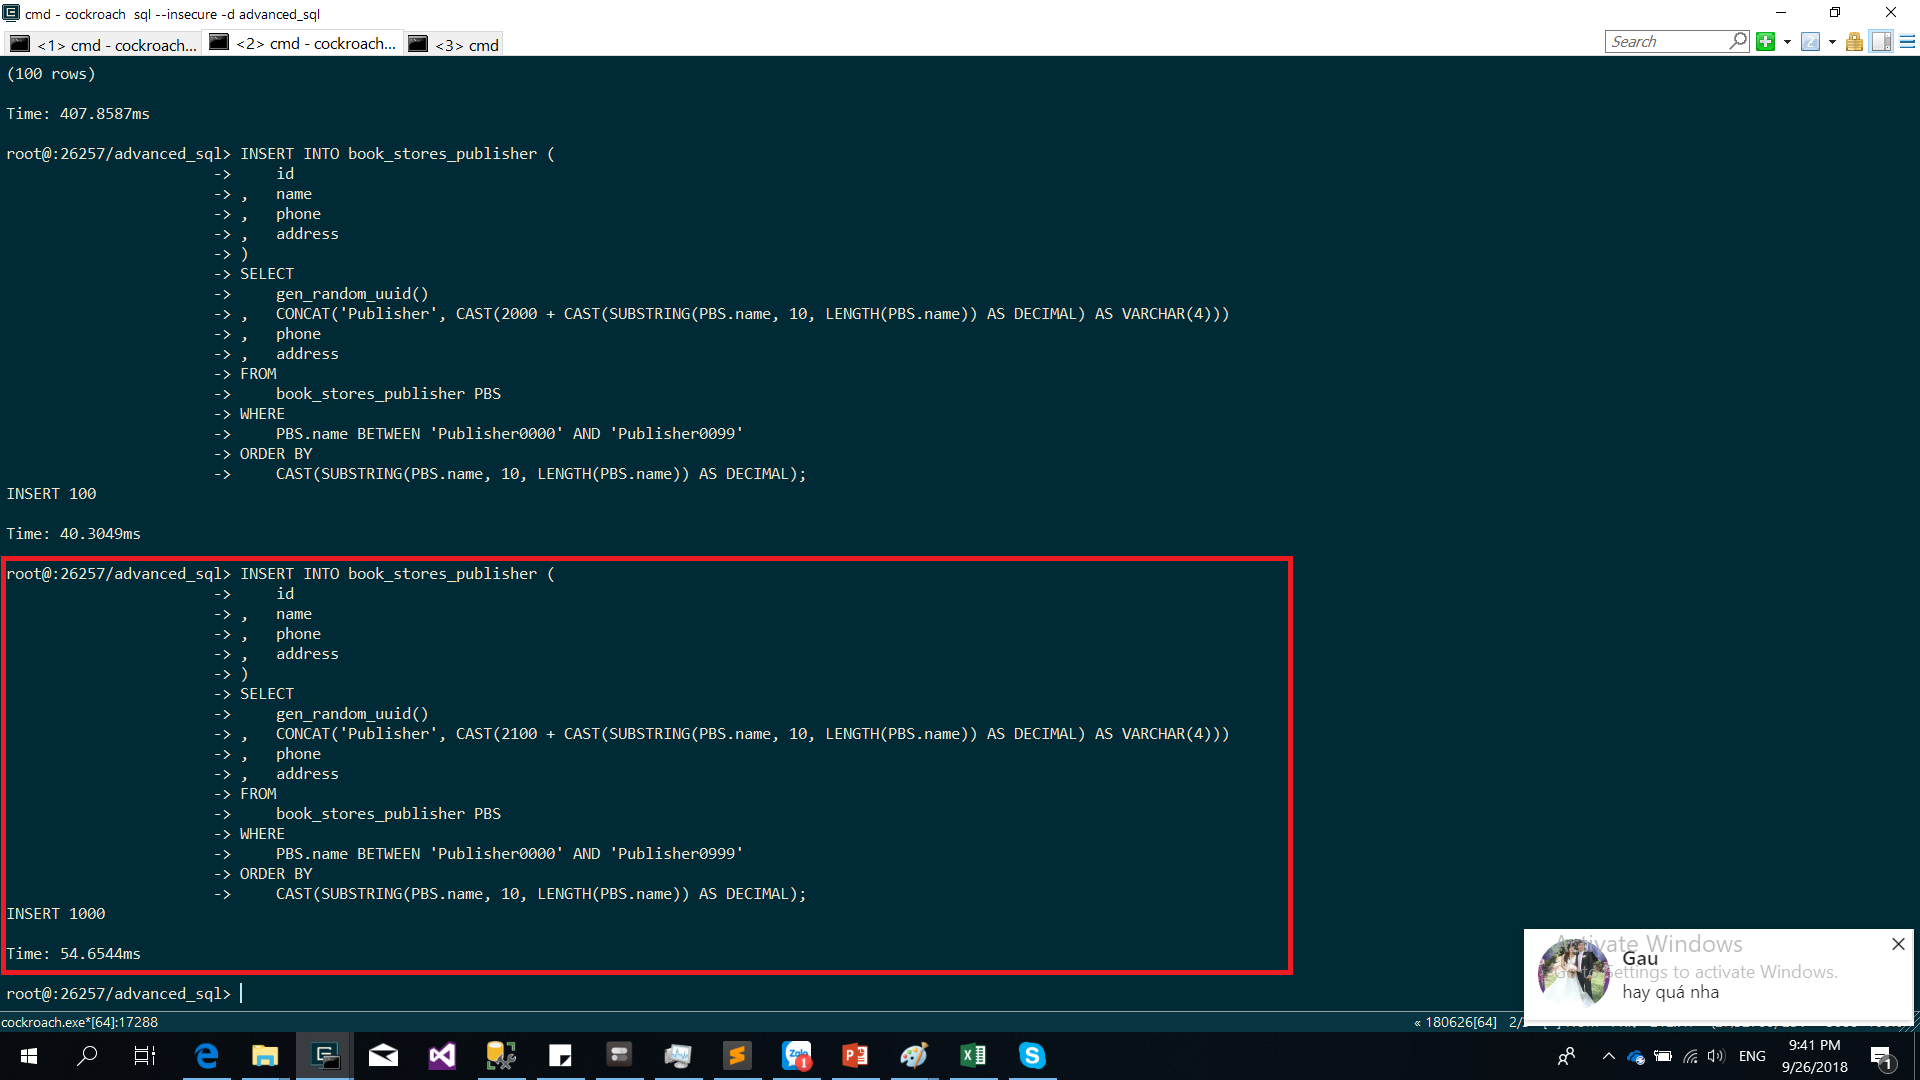 cmd - cockroach  sql --insecure -d advanced_sql
<1> cmd - cockroach... <2> cmd - cockroach... <3> cmd Search
(100 rows)
Time: 407.8587ms
root@:26257/advanced_sql> INSERT INTO book_stores_publisher (
-> id
-> , name
-> , phone
-> , address
-> )
-> SELECT
-> gen_random_uuid()
-> , CONCAT('Publisher', CAST(2000 + CAST(SUBSTRING(PBS.name, 10, LENGTH(PBS.name)) AS DECIMAL) AS VARCHAR(4)))
-> , phone
-> , address
-> FROM
-> book_stores_publisher PBS
-> WHERE
-> PBS.name BETWEEN 'Publisher0000' AND 'Publisher0099'
-> ORDER BY
-> CAST(SUBSTRING(PBS.name, 10, LENGTH(PBS.name)) AS DECIMAL);
INSERT 100
Time: 40.3049ms
root@:26257/advanced_sql> INSERT INTO book_stores_publisher (
-> id
-> , name
-> , phone
-> , address
-> )
-> SELECT
-> gen_random_uuid()
-> , CONCAT('Publisher', CAST(2100 + CAST(SUBSTRING(PBS.name, 10, LENGTH(PBS.name)) AS DECIMAL) AS VARCHAR(4)))
-> , phone
-> , address
-> FROM
-> book_stores_publisher PBS
-> WHERE
-> PBS.name BETWEEN 'Publisher0000' AND 'Publisher0999'
-> ORDER BY
-> CAST(SUBSTRING(PBS.name, 10, LENGTH(PBS.name)) AS DECIMAL);
INSERT 1000
Time: 54.6544ms
root@:26257/advanced_sql>
Activate Windows
Gau
Go to Settings to activate Windows.
hay quá nha
cockroach.exe*[64]:17288 « 180626[64]
Zalo 1
ENG 9:41 PM
9/26/2018
1